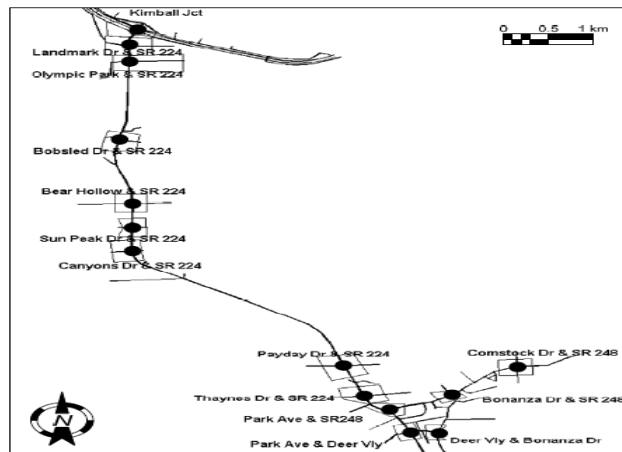 Kimball Jct
0 0.5 1 km
Landmark Dr & SR 224
Olympic Park & SR 224
Bobsled Dr & SR 224
Bear Hollow & SR 224
Sun Peak Dr & SR 224
Canyons Dr & SR 224
Payday Dr & SR 224
Comstock Dr & SR 248
Thaynes Dr & SR 224
Bonanza Dr & SR 248
Park Ave & SR248
Park Ave & Deer Vly
Deer Vly & Bonanza Dr
N